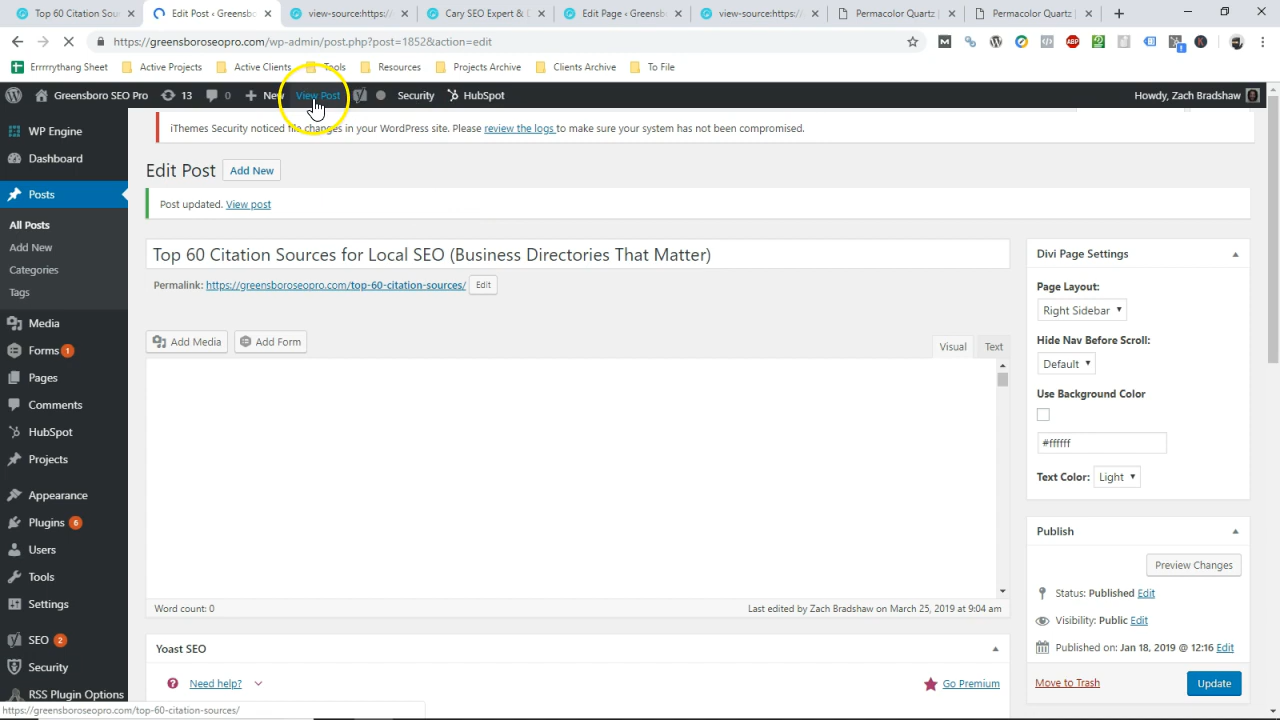 Top 60 Citation Sour
Edit Post ‹ Greensbo
view-source:https:/
Cary SEO Expert & D
Edit Page ‹ Greensb
view-source:https:/
Permacolor Quartz
Permacolor Quartz
https://greensboroseopro.com/wp-admin/post.php?post=1852&action=edit
Errrrrythang Sheet
Active Projects
Active Clients
Tools
Resources
Projects Archive
Clients Archive
To File
Greensboro SEO Pro
13
0
New
View Post
Security
HubSpot
Howdy, Zach Bradshaw
iThemes Security noticed file changes in your WordPress site. Please review the logs to make sure your system has not been compromised.
WP Engine
Dashboard
Posts
All Posts
Add New
Categories
Tags
Media
Forms 1
Pages
Comments
HubSpot
Projects
Appearance
Plugins 6
Users
Tools
Settings
SEO 2
Security
RSS Plugin Options
Edit Post
Add New
Post updated. View post
Top 60 Citation Sources for Local SEO (Business Directories That Matter)
Permalink: https://greensboroseopro.com/top-60-citation-sources/
Edit
Add Media
Add Form
Visual
Text
Word count: 0
Last edited by Zach Bradshaw on March 25, 2019 at 9:04 am
Yoast SEO
Need help?
Go Premium
Divi Page Settings
Page Layout:
Right Sidebar
Hide Nav Before Scroll:
Default
Use Background Color
#ffffff
Text Color: Light
Publish
Preview Changes
Status: Published Edit
Visibility: Public Edit
Published on: Jan 18, 2019 @ 12:16 Edit
Move to Trash
Update
https://greensboroseopro.com/top-60-citation-sources/